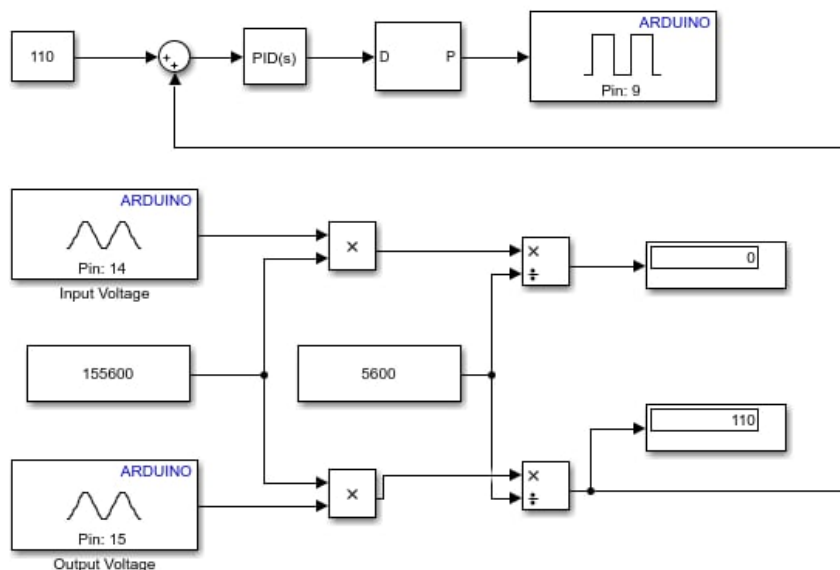 110
+
+
PID(s)
D
P
ARDUINO
Pin: 9
ARDUINO
Pin: 14
Input Voltage
×
×
÷
0
155600
5600
110
ARDUINO
Pin: 15
Output Voltage
×
×
÷